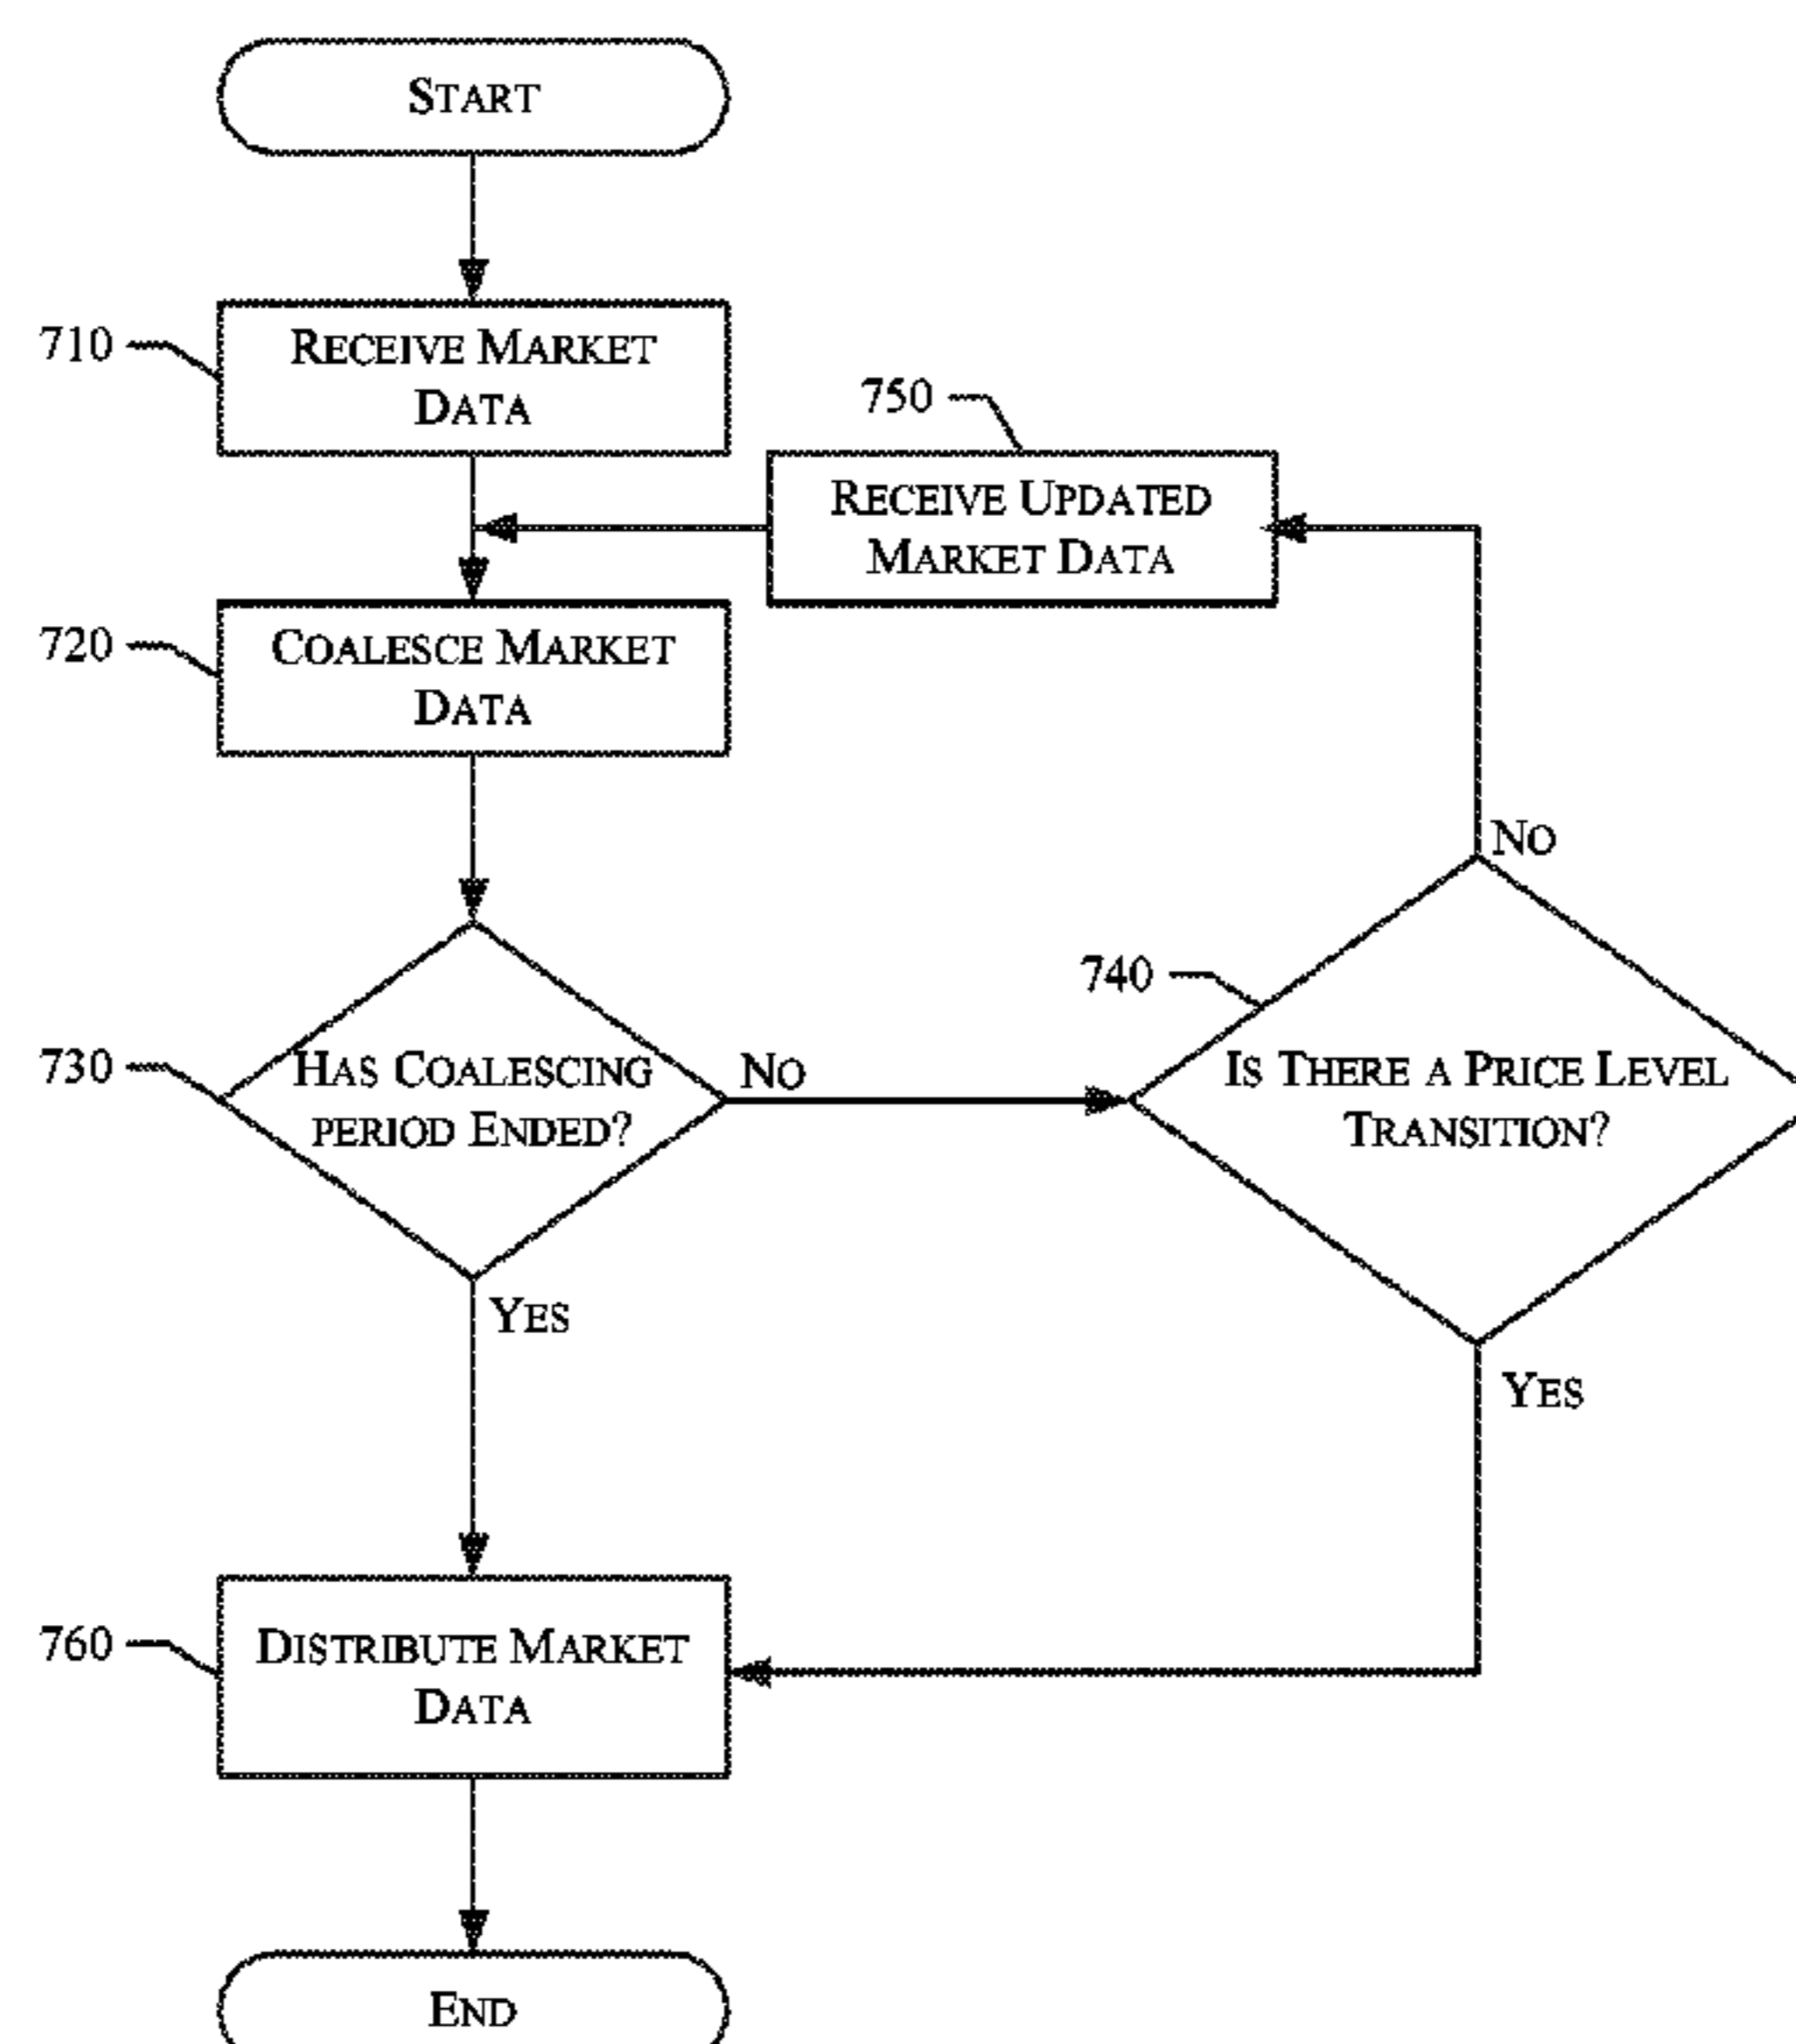 START
710
RECEIVE MARKET
DATA
750
RECEIVE UPDATED
MARKET DATA
720
COALESCE MARKET
DATA
NO
740
730
HAS COALESCING
PERIOD ENDED?
NO
IS THERE A PRICE LEVEL
TRANSITION?
YES
YES
760
DISTRIBUTE MARKET
DATA
END